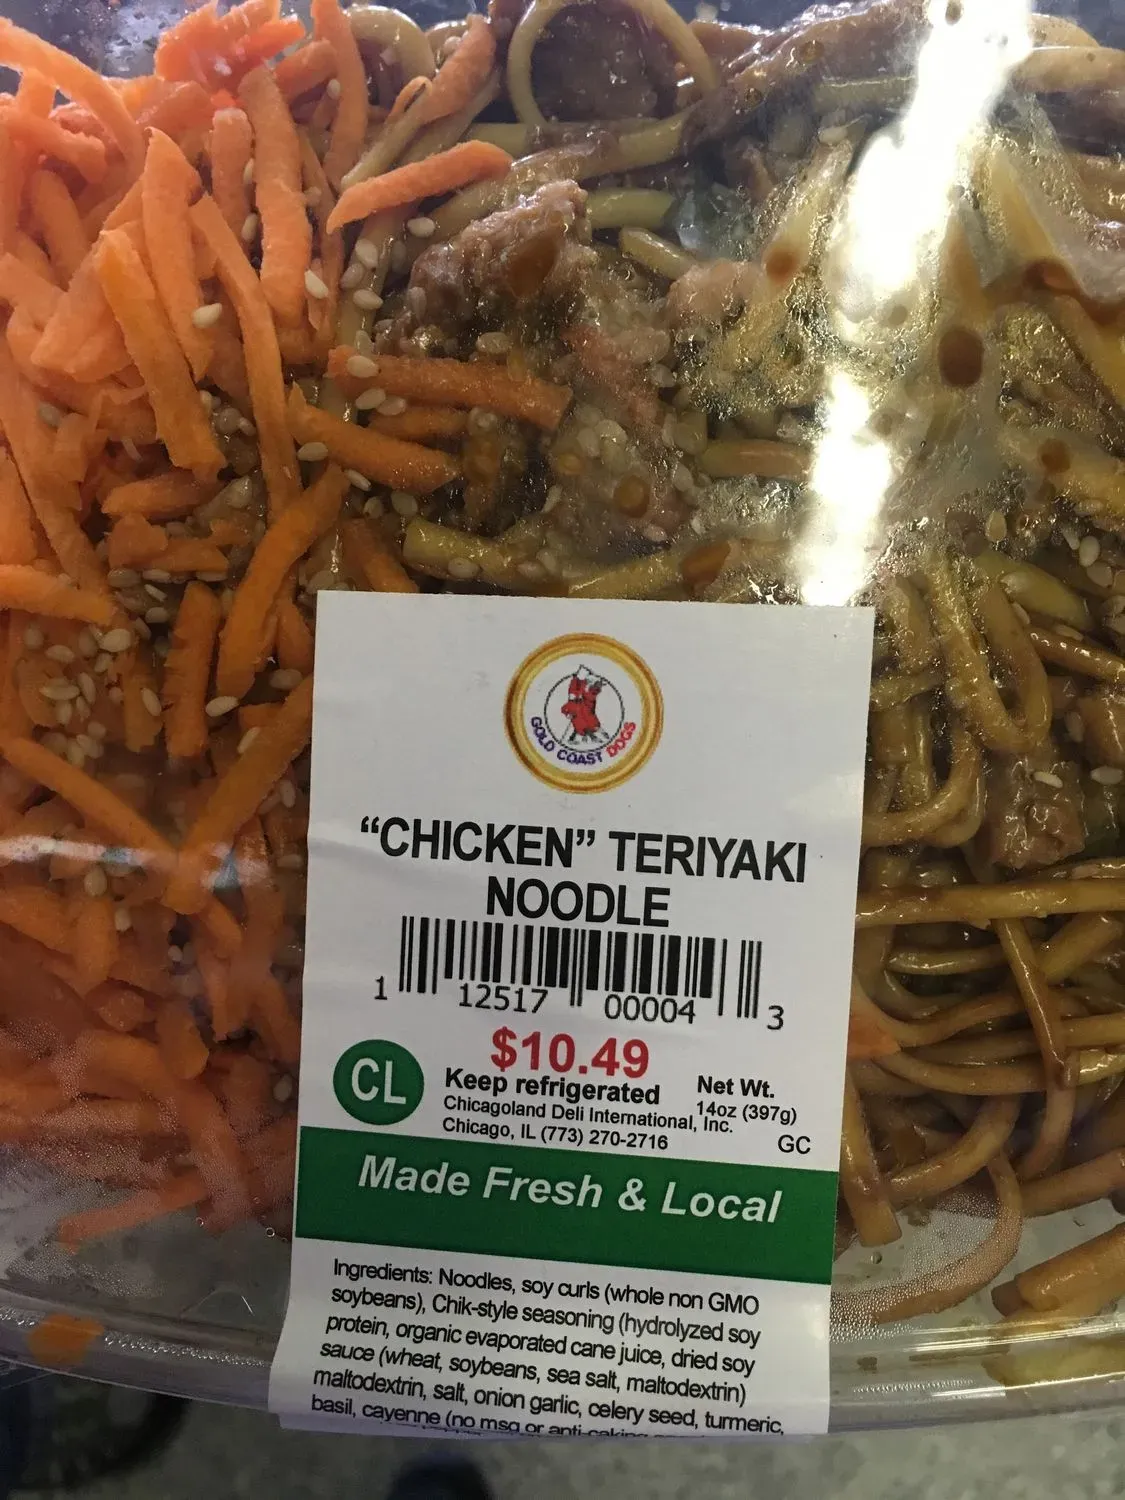 GOLD COAST DOGS
“CHICKEN” TERIYAKI
NOODLE
1 12517 00004 3
$10.49
CL
Keep refrigerated
Net Wt.
14oz (397g)
Chicagoland Deli International, Inc.
Chicago, IL (773) 270-2716
GC
Made Fresh & Local
Ingredients: Noodles, soy curls (whole non GMO
soybeans), Chik-style seasoning (hydrolyzed soy
protein, organic evaporated cane juice, dried soy
sauce (wheat, soybeans, sea salt, maltodextrin)
maltodextrin, salt, onion garlic, celery seed, turmeric,
basil, cayenne (no msg or anti-caking